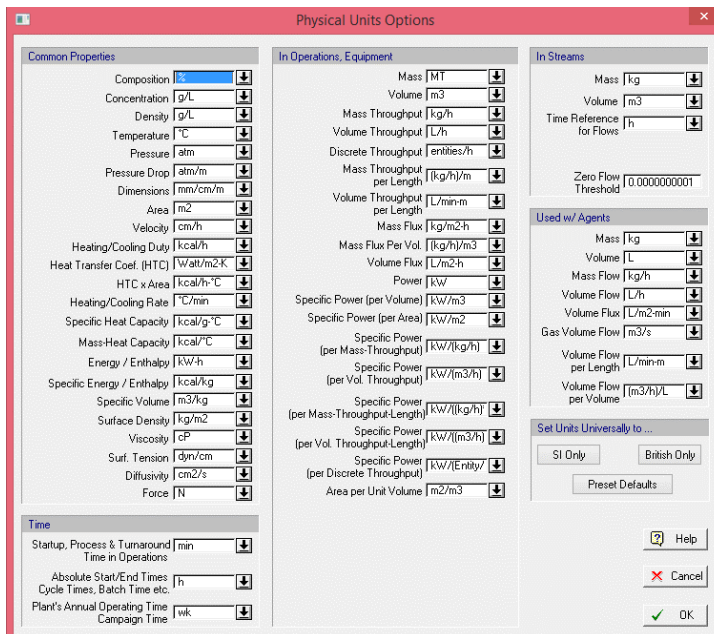 Physical Units Options
Common Properties
Composition %
Concentration g/L
Density g/L
Temperature °C
Pressure atm
Pressure Drop atm/m
Dimensions mm/cm/m
Area m2
Velocity cm/h
Heating/Cooling Duty kcal/h
Heat Transfer Coef. (HTC) Watt/m2-K
HTC x Area kcal/h-°C
Heating/Cooling Rate °C/min
Specific Heat Capacity kcal/g-°C
Mass-Heat Capacity kcal/°C
Energy / Enthalpy kW-h
Specific Energy / Enthalpy kcal/kg
Specific Volume m3/kg
Surface Density kg/m2
Viscosity cP
Surf. Tension dyn/cm
Diffusivity cm2/s
Force N
Time
Startup, Process & Turnaround min
Time in Operations
Absolute Start/End Times h
Cycle Times, Batch Time etc.
Plant's Annual Operating Time wk
Campaign Time
In Operations, Equipment
Mass MT
Volume m3
Mass Throughput kg/h
Volume Throughput L/h
Discrete Throughput entities/h
Mass Throughput
per Length (kg/h)/m
Volume Throughput
per Length L/min-m
Mass Flux kg/m2-h
Mass Flux Per Vol. (kg/h)/m3
Volume Flux L/m2-h
Power kW
Specific Power (per Volume) kW/m3
Specific Power (per Area) kW/m2
Specific Power
(per Mass-Throughput) kW/(kg/h)
Specific Power
(per Vol. Throughput) kW/(m3/h)
Specific Power
(per Mass-Throughput-Length) kW/((kg/h)'
Specific Power
(per Vol. Throughput-Length) kW/((m3/h)
Specific Power
(per Discrete Throughput) kW/(Entity/
Area per Unit Volume m2/m3
In Streams
Mass kg
Volume m3
Time Reference h
for Flows
Zero Flow
Threshold 0.0000000001
Used w/ Agents
Mass kg
Volume L
Mass Flow kg/h
Volume Flow L/h
Volume Flux L/m2-min
Gas Volume Flow m3/s
Volume Flow
per Length L/min-m
Volume Flow
per Volume (m3/h)/L
Set Units Universally to ...
SI Only
British Only
Preset Defaults
Help
Cancel
OK